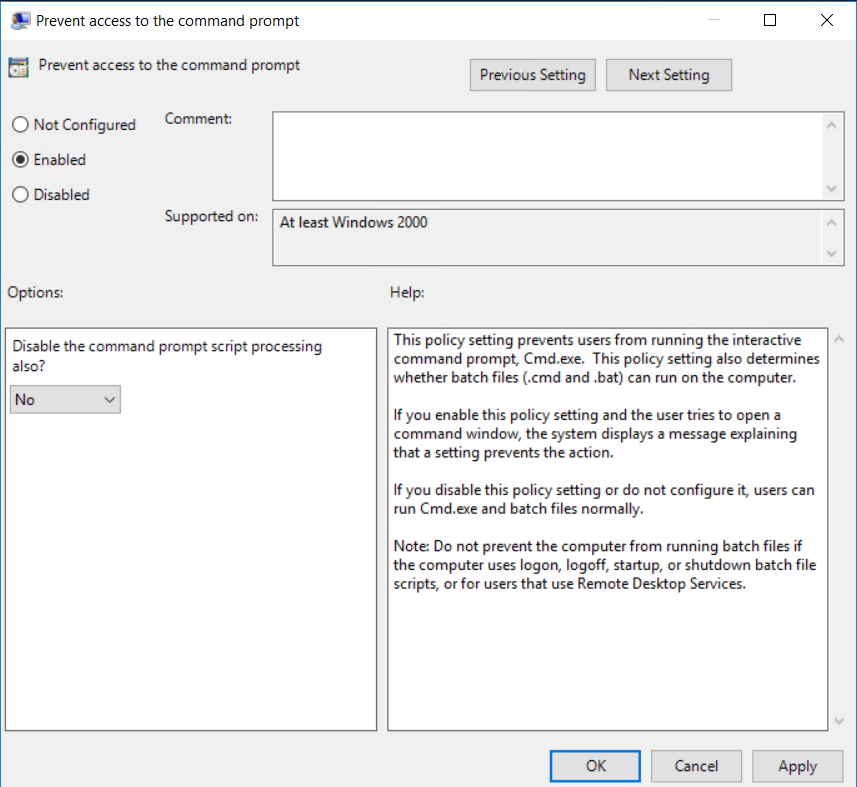 Prevent access to the command prompt
Prevent access to the command prompt
Previous Setting
Next Setting
Not Configured
Enabled
Disabled
Comment:
Supported on:
At least Windows 2000
Options:
Help:
Disable the command prompt script processing
also?
No
This policy setting prevents users from running the interactive
command prompt, Cmd.exe.  This policy setting also determines
whether batch files (.cmd and .bat) can run on the computer.
If you enable this policy setting and the user tries to open a
command window, the system displays a message explaining
that a setting prevents the action.
If you disable this policy setting or do not configure it, users can
run Cmd.exe and batch files normally.
Note: Do not prevent the computer from running batch files if
the computer uses logon, logoff, startup, or shutdown batch file
scripts, or for users that use Remote Desktop Services.
OK
Cancel
Apply